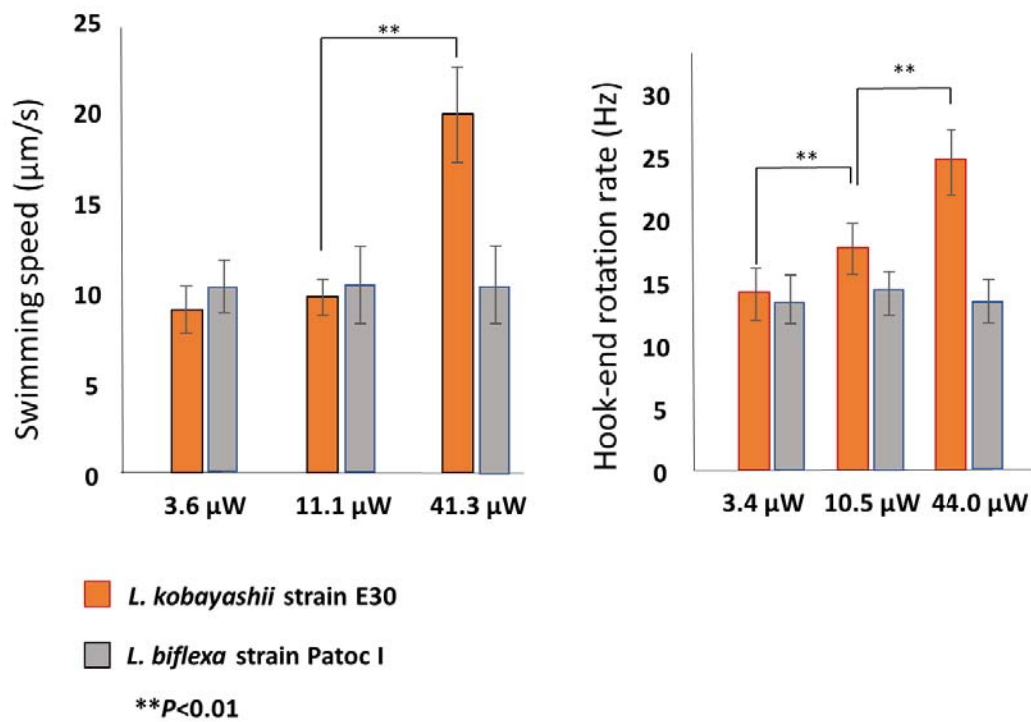 Swimming speed (µm/s)
25
20
15
10
5
0
**
3.6 µW 11.1 µW 41.3 µW
Hook-end rotation rate (Hz)
30
25
20
15
10
5
0
**
**
3.4 µW 10.5 µW 44.0 µW
L. kobayashii strain E30
L. biflexa strain Patoc I
**P<0.01